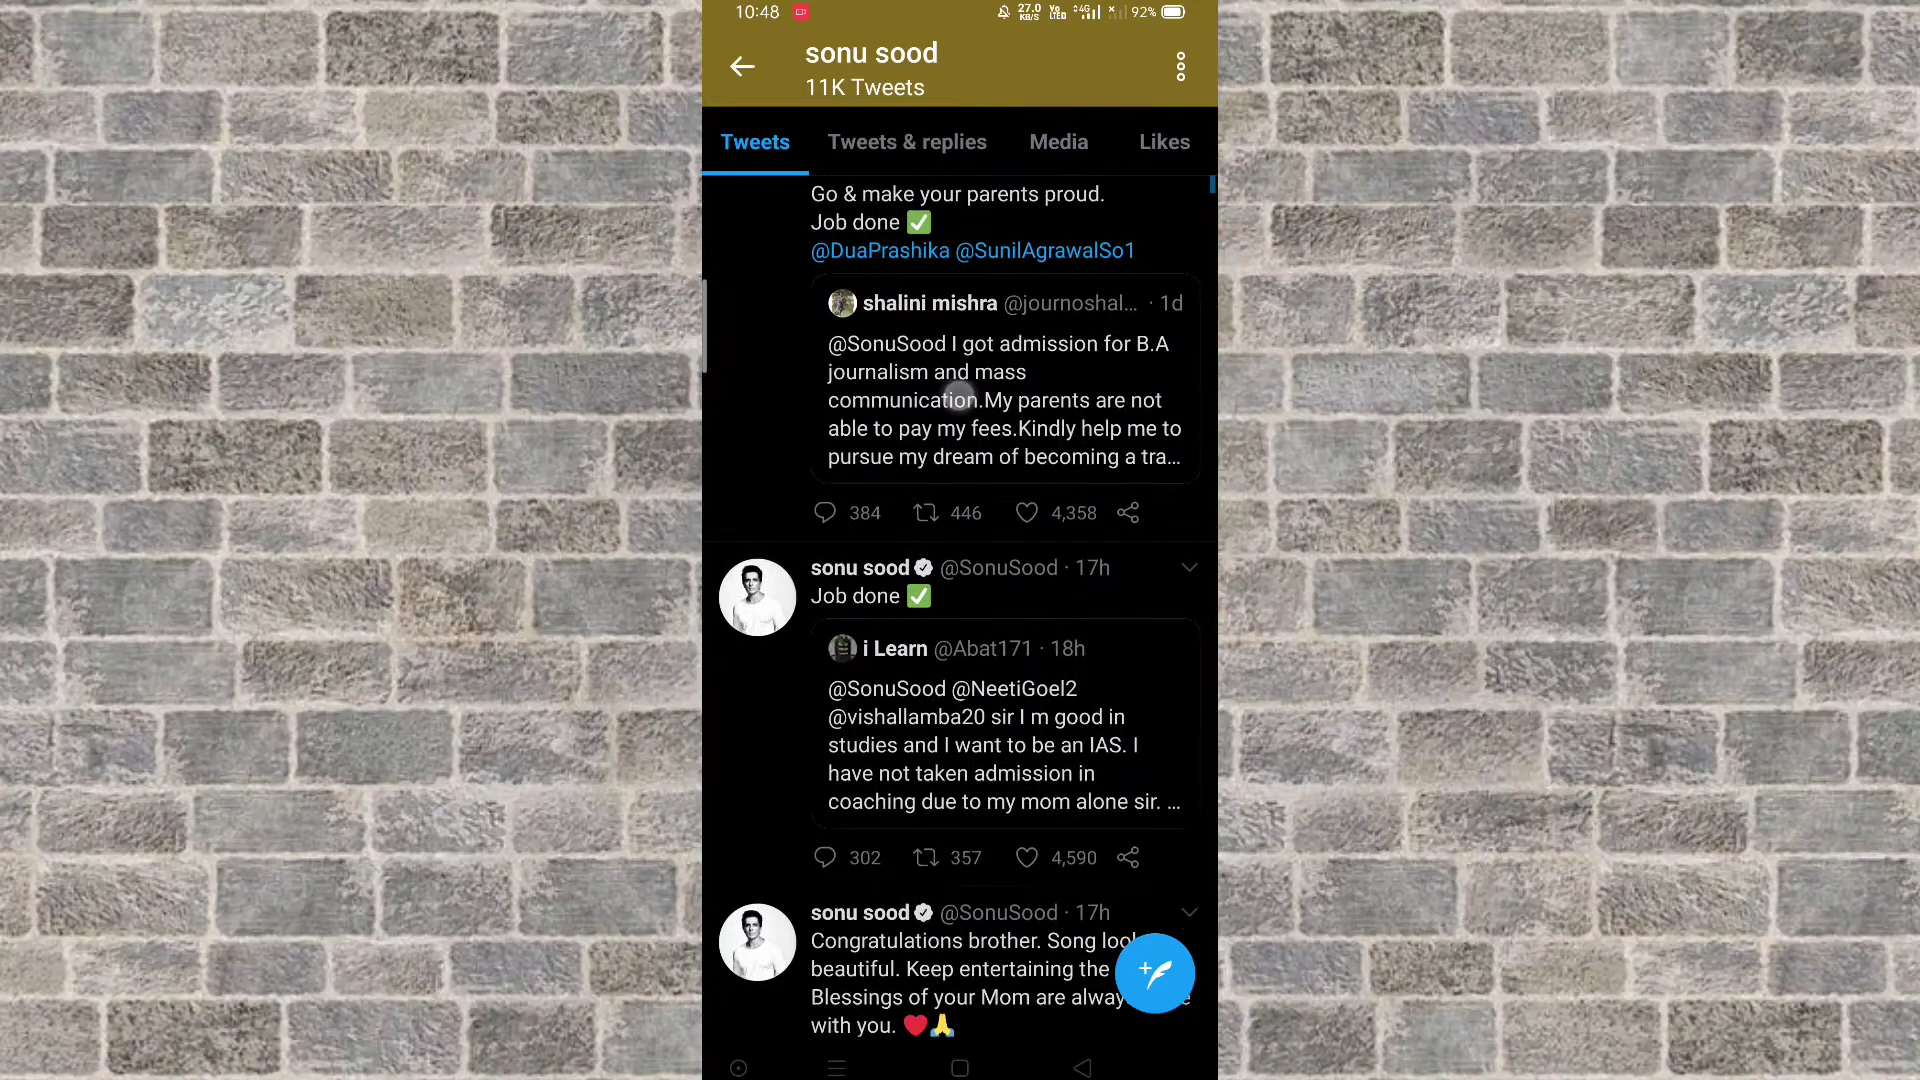 10:48
27.0 KB/S
4G
92%
sonu sood
11K Tweets
Tweets
Tweets & replies
Media
Likes
Go & make your parents proud.
Job done ✅
@DuaPrashika @SunilAgrawalSo1
shalini mishra @journoshal... · 1d
@SonuSood I got admission for B.A
journalism and mass
communication.My parents are not
able to pay my fees.Kindly help me to
pursue my dream of becoming a tra...
384 446 4,358
sonu sood @SonuSood · 17h
Job done ✅
i Learn @Abat171 · 18h
@SonuSood @NeetiGoel2
@vishallamba20 sir I m good in
studies and I want to be an IAS. I
have not taken admission in
coaching due to my mom alone sir. ...
302 357 4,590
sonu sood @SonuSood · 17h
Congratulations brother. Song
beautiful. Keep entertaining the
Blessings of your Mom are
with you. ❤️🙏